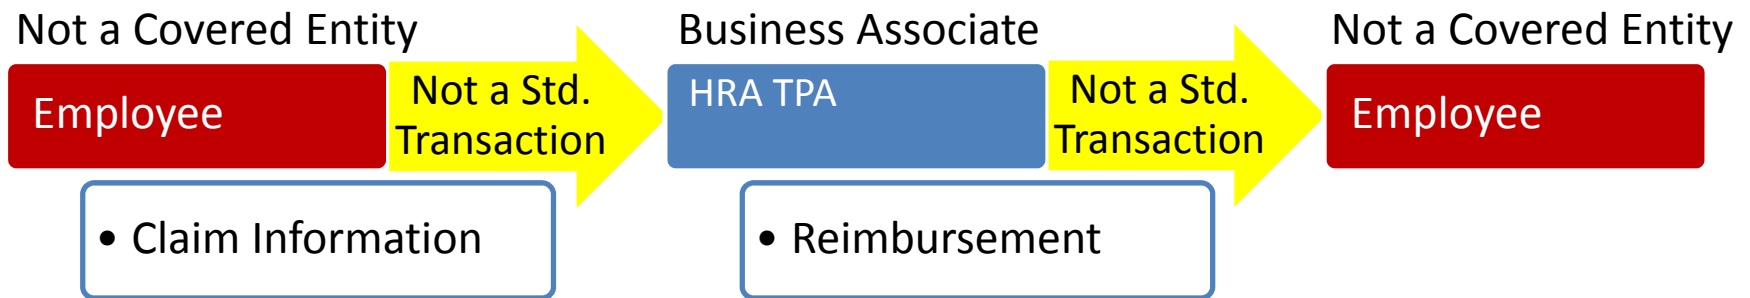 Not a Covered Entity
Employee
Not a Std.
Transaction
• Claim Information
Business Associate
HRA TPA
Not a Std.
Transaction
• Reimbursement
Not a Covered Entity
Employee